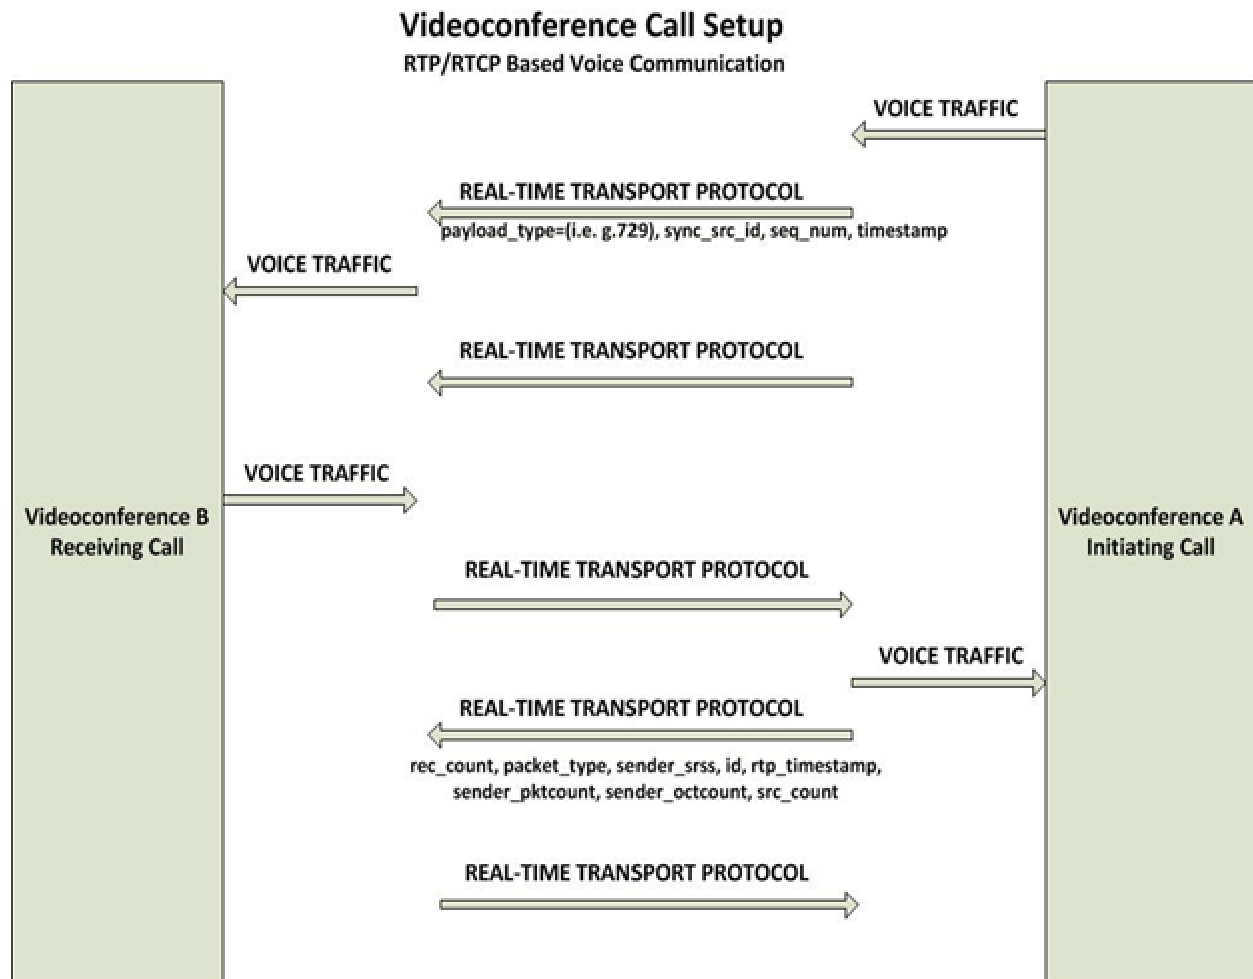 Videoconference Call Setup
RTP/RTCP Based Voice Communication
VOICE TRAFFIC
REAL-TIME TRANSPORT PROTOCOL
payload_type=(i.e. g.729), sync_src_id, seq_num, timestamp
VOICE TRAFFIC
REAL-TIME TRANSPORT PROTOCOL
VOICE TRAFFIC
Videoconference B
Receiving Call
Videoconference A
Initiating Call
REAL-TIME TRANSPORT PROTOCOL
VOICE TRAFFIC
REAL-TIME TRANSPORT PROTOCOL
rec_count, packet_type, sender_srss, id, rtp_timestamp,
sender_pktcount, sender_octcount, src_count
REAL-TIME TRANSPORT PROTOCOL